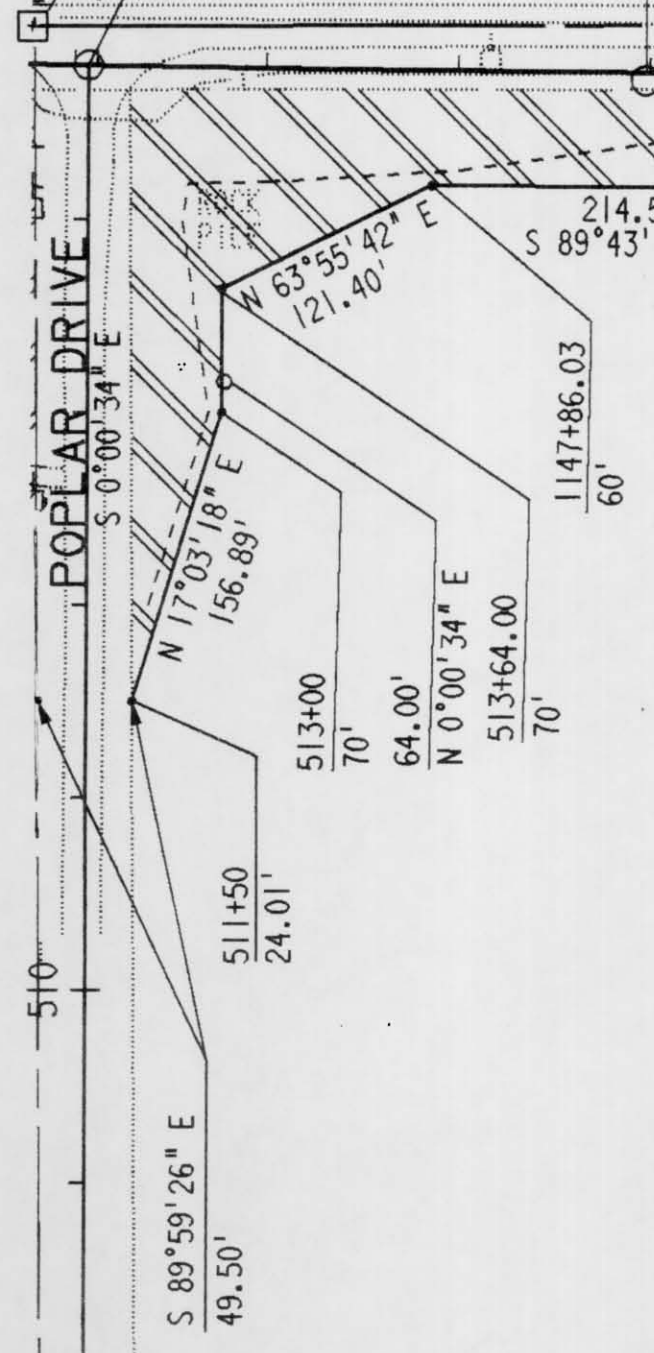 ROCK
PILE
214.5
S 89°43'
N 63°55'42" E
121.40'
POPLAR DRIVE
S 0°00'34" E
1147+86.03
60'
N 17°03'18" E
156.89'
513+00
70'
64.00'
N 0°00'34" E
513+64.00
70'
511+50
24.01'
510
S 89°59'26" E
49.50'